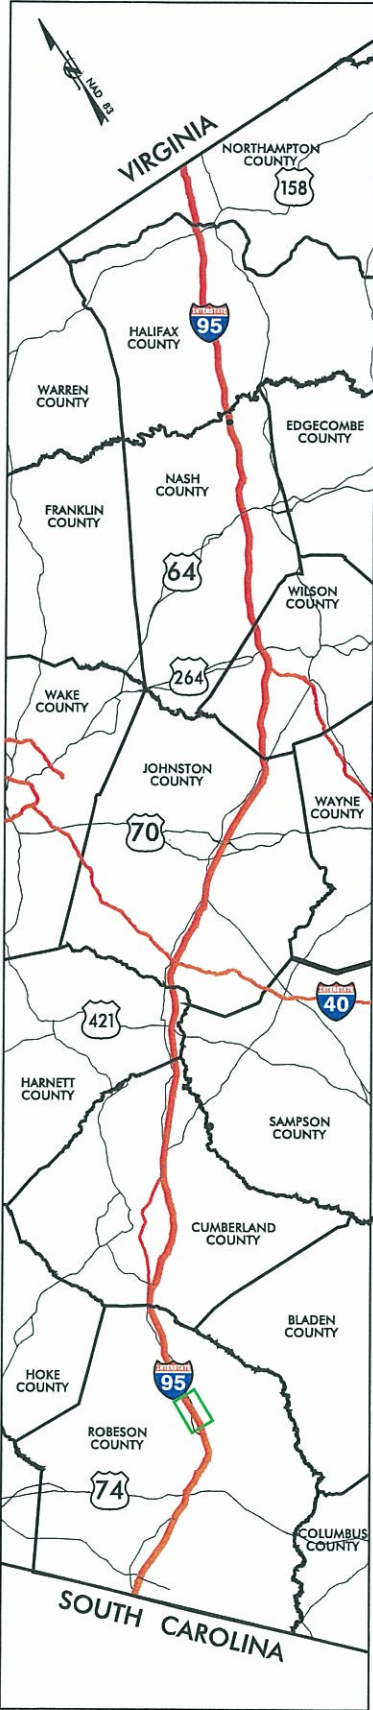 NAD 83
VIRGINIA
NORTHAMPTON
COUNTY
158
INTERSTATE
95
HALIFAX
COUNTY
WARREN
COUNTY
EDGECOMBE
COUNTY
NASH
COUNTY
FRANKLIN
COUNTY
64
WILSON
COUNTY
264
WAKE
COUNTY
JOHNSTON
COUNTY
WAYNE
COUNTY
70
INTERSTATE
40
421
HARNETT
COUNTY
SAMPSON
COUNTY
CUMBERLAND
COUNTY
BLADEN
COUNTY
INTERSTATE
95
HOKE
COUNTY
ROBESON
COUNTY
74
COLUMBUS
COUNTY
SOUTH CAROLINA